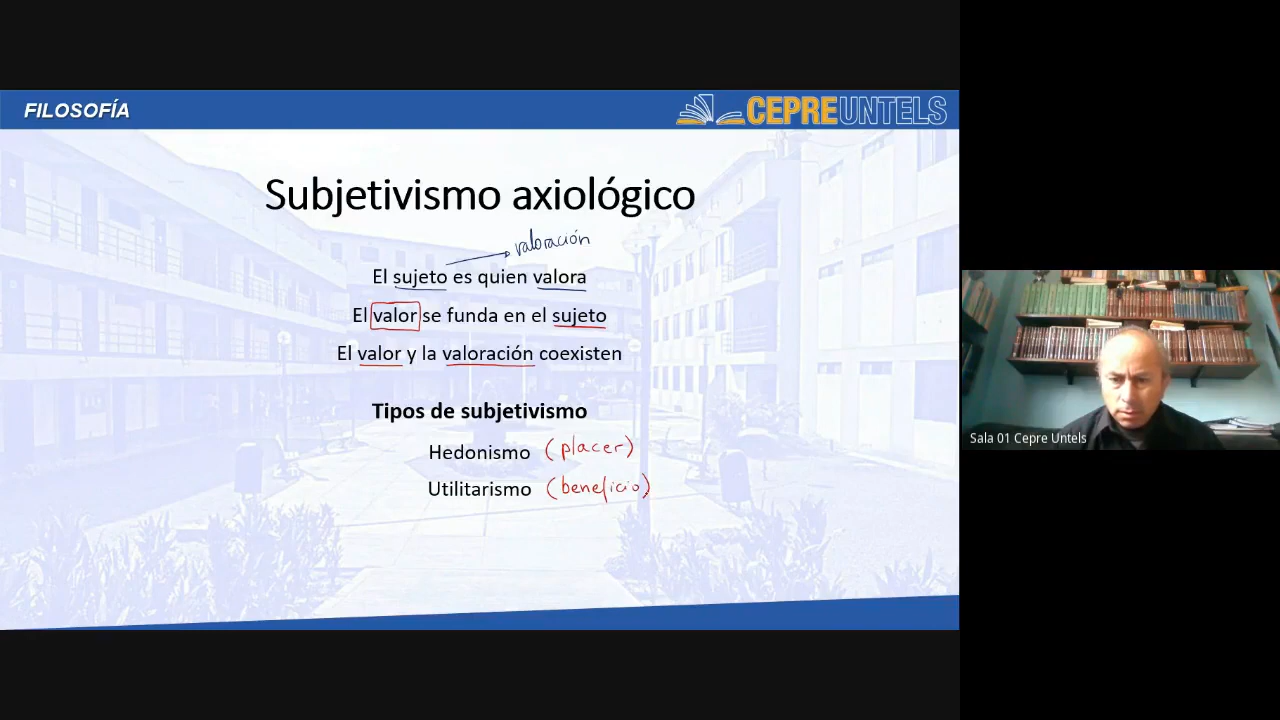 FILOSOFÍA
CEPREUNTELS
Subjetivismo axiológico
valoración
El sujeto es quien valora
El valor se funda en el sujeto
El valor y la valoración coexisten
Tipos de subjetivismo
Hedonismo (placer)
Utilitarismo (beneficio)
Sala 01 Cepre Untels